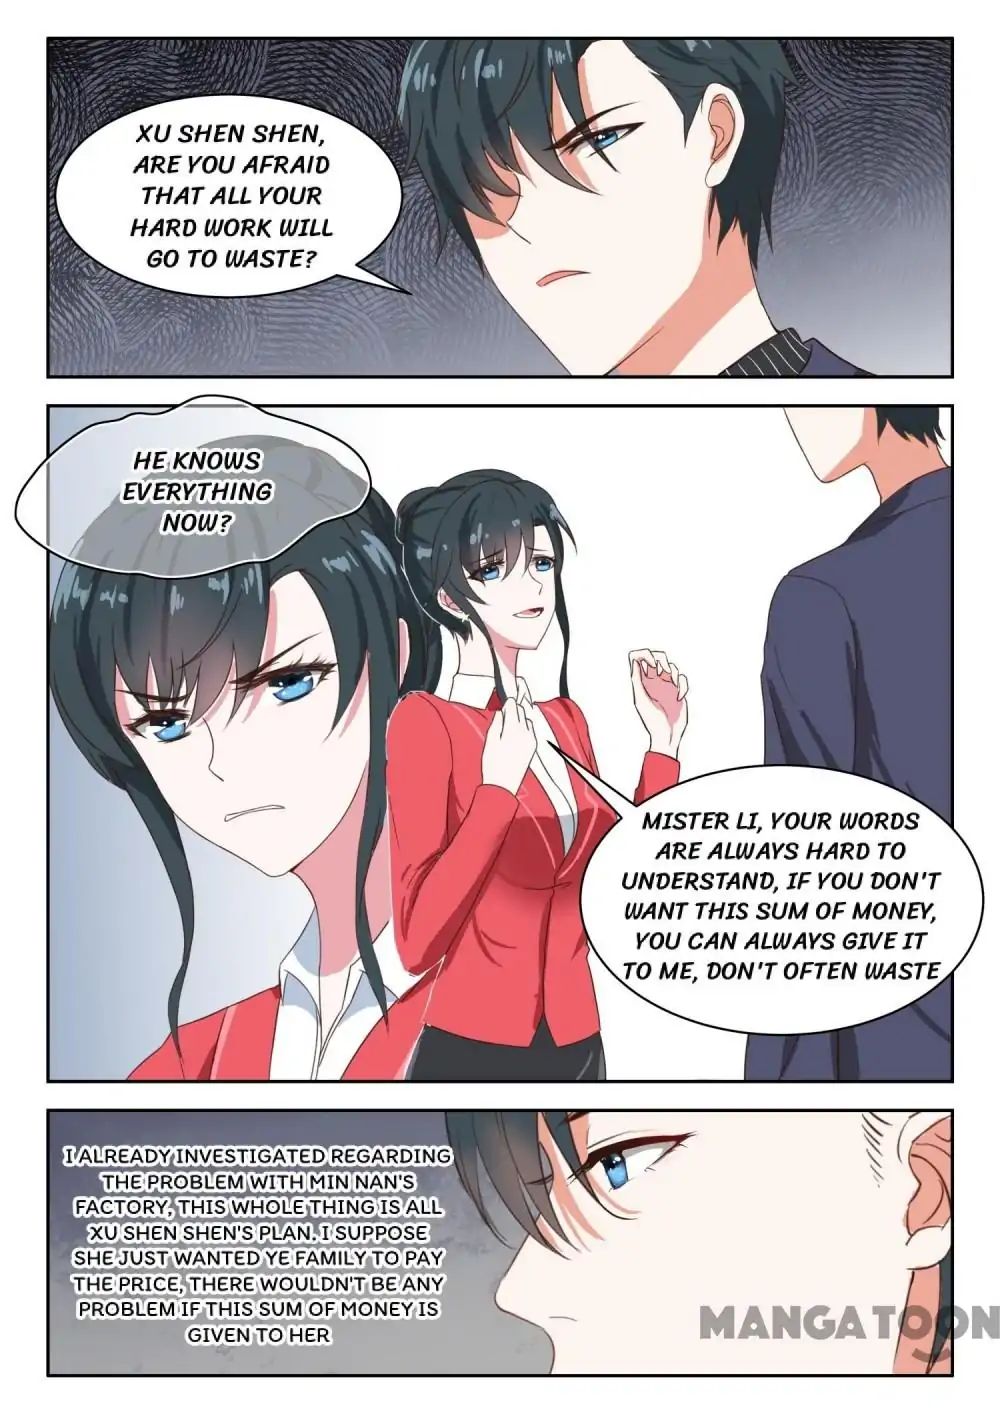 XU SHEN SHEN,
ARE YOU AFRAID
THAT ALL YOUR
HARD WORK WILL
GO TO WASTE?
HE KNOWS
EVERYTHING
NOW?
MISTER LI, YOUR WORDS
ARE ALWAYS HARD TO
UNDERSTAND, IF YOU DON'T
WANT THIS SUM OF MONEY,
YOU CAN ALWAYS GIVE IT
TO ME, DON'T OFTEN WASTE
I ALREADY INVESTIGATED REGARDING
THE PROBLEM WITH MIN NAN'S
FACTORY, THIS WHOLE THING IS ALL
XU SHEN SHEN'S PLAN. I SUPPOSE
SHE JUST WANTED YE FAMILY TO PAY
THE PRICE, THERE WOULDN'T BE ANY
PROBLEM IF THIS SUM OF MONEY IS
GIVEN TO HER
MANGATOON